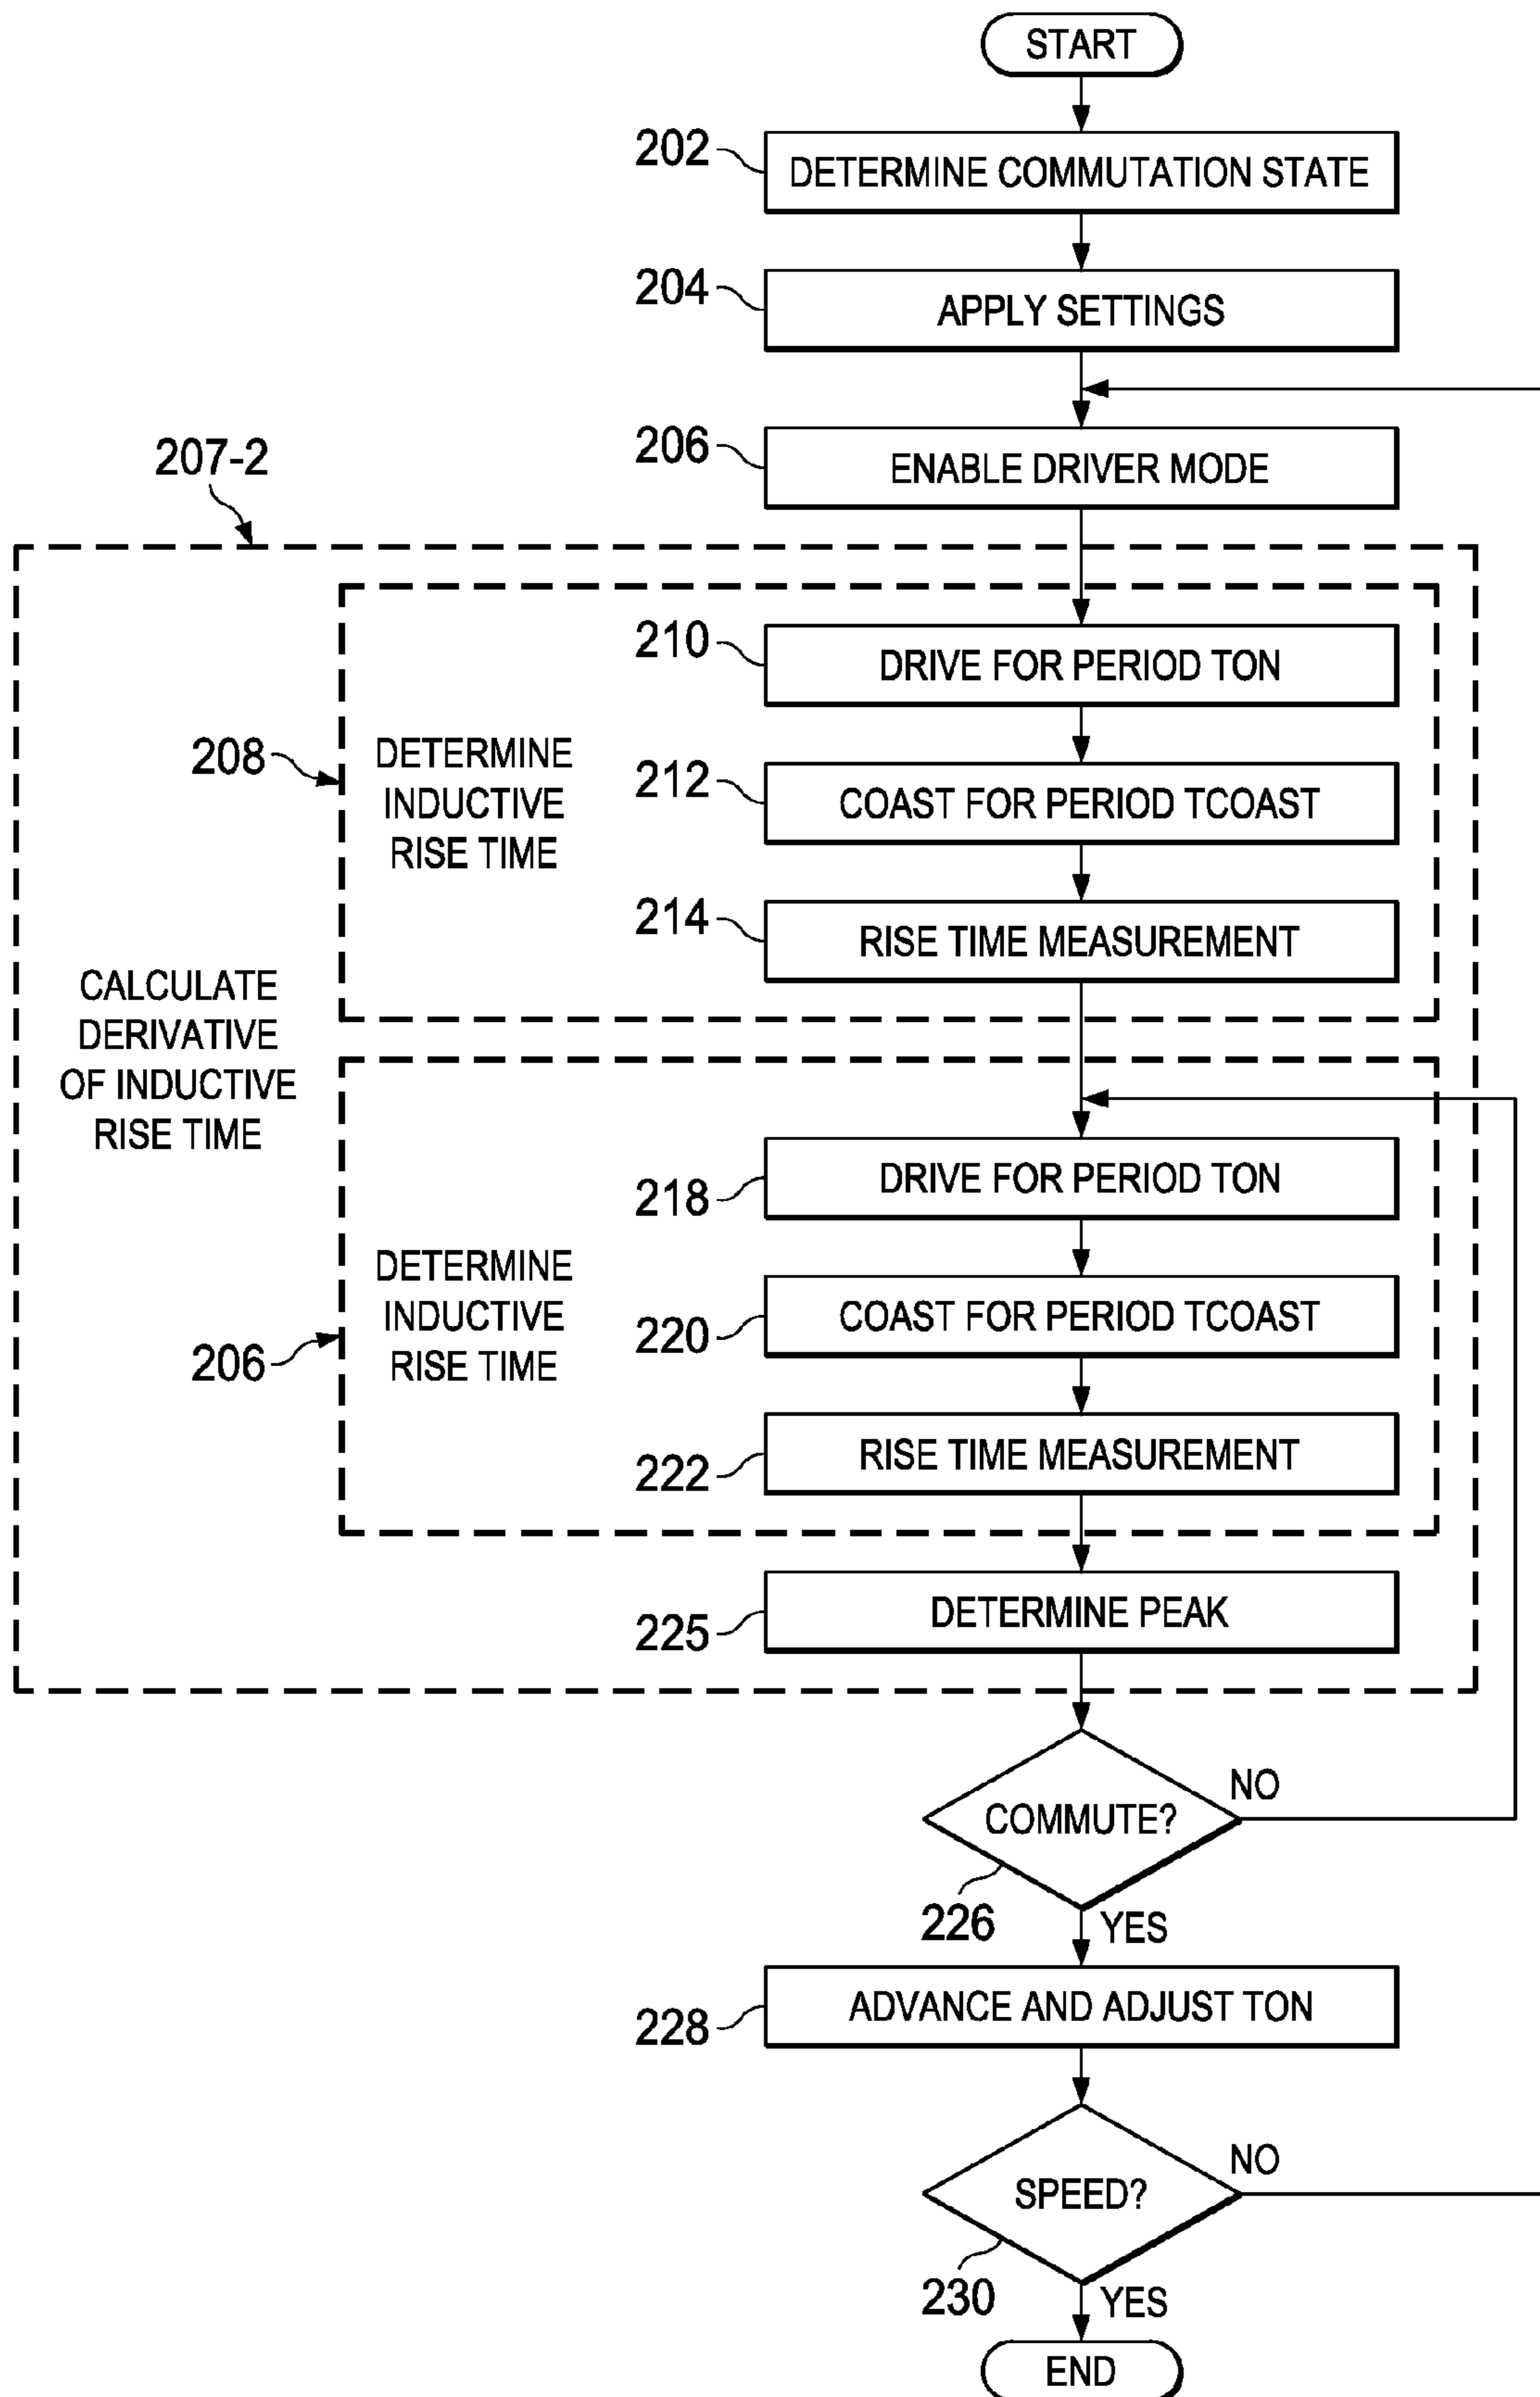 START
202
DETERMINE COMMUTATION STATE
204
APPLY SETTINGS
206
ENABLE DRIVER MODE
207-2
CALCULATE
DERIVATIVE
OF INDUCTIVE
RISE TIME
208
DETERMINE
INDUCTIVE
RISE TIME
210
DRIVE FOR PERIOD TON
212
COAST FOR PERIOD TCOAST
214
RISE TIME MEASUREMENT
206
DETERMINE
INDUCTIVE
RISE TIME
218
DRIVE FOR PERIOD TON
220
COAST FOR PERIOD TCOAST
222
RISE TIME MEASUREMENT
225
DETERMINE PEAK
COMMUTE?
NO
226
YES
228
ADVANCE AND ADJUST TON
SPEED?
NO
230
YES
END